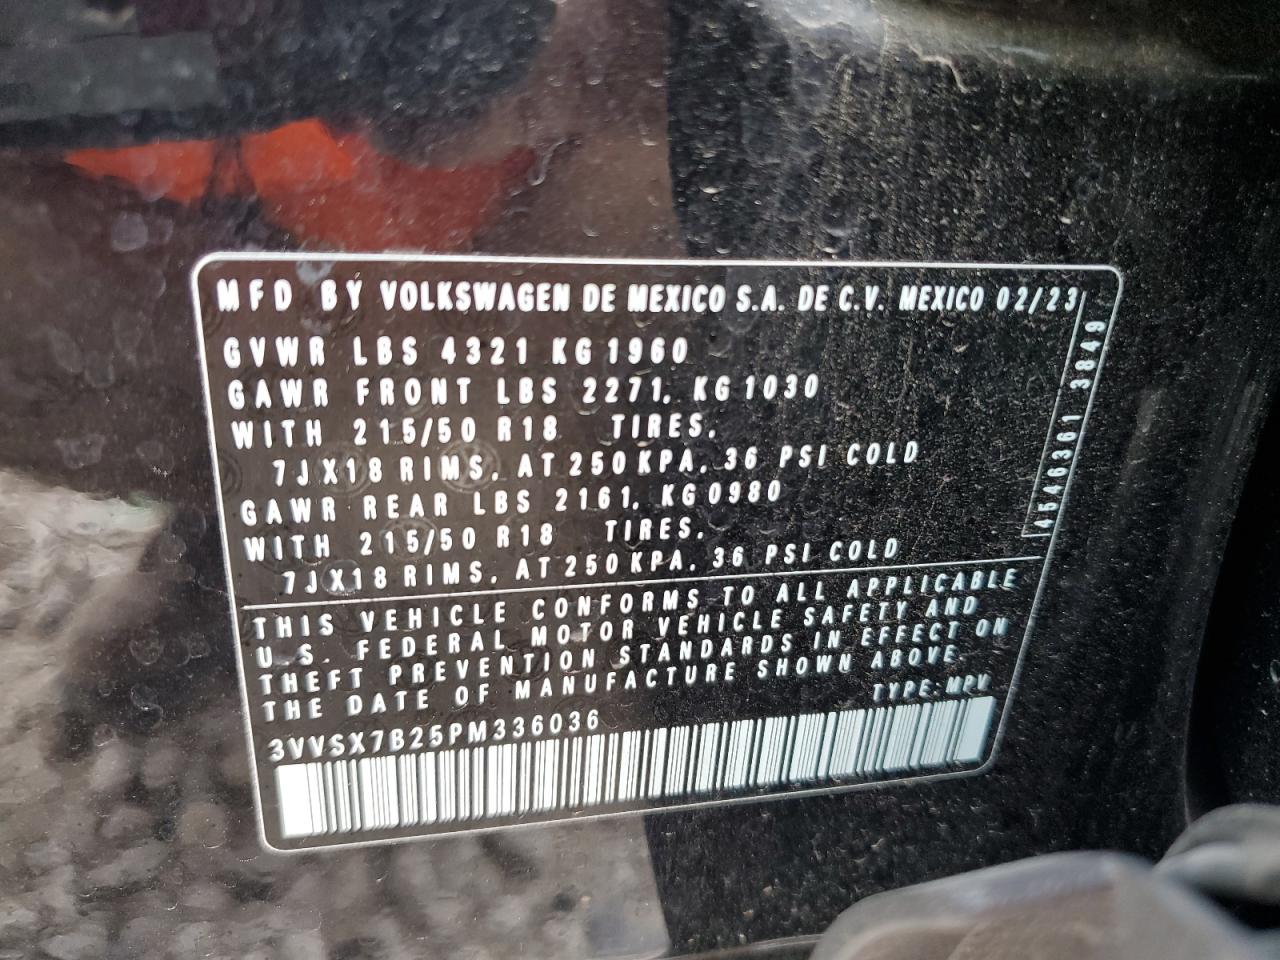 MFD BY VOLKSWAGEN DE MEXICO S.A. DE C.V. MEXICO 02/23
GVWR LBS 4321 KG 1960
GAWR FRONT LBS 2271, KG 1030
WITH 215/50 R18 TIRES,
7JX18 RIMS, AT 250 KPA, 36 PSI COLD
GAWR REAR LBS 2161, KG 0980
WITH 215/50 R18 TIRES,
7JX18 RIMS, AT 250 KPA, 36 PSI COLD
4546361 3849
THIS VEHICLE CONFORMS TO ALL APPLICABLE
U.S. FEDERAL MOTOR VEHICLE SAFETY AND
THEFT PREVENTION STANDARDS IN EFFECT ON
THE DATE OF MANUFACTURE SHOWN ABOVE
TYPE: MPV
3VVSX7B25PM336036